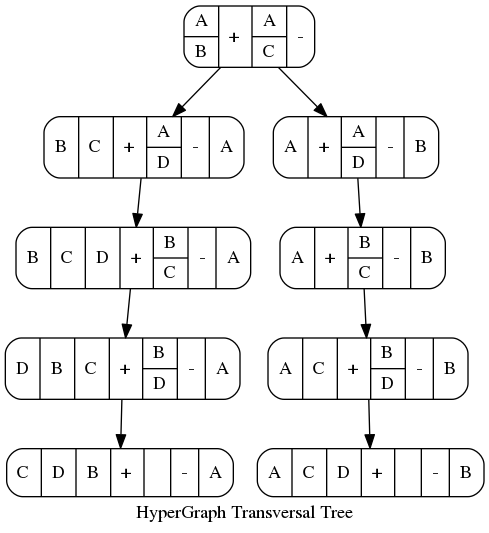 A B + A C -
B C + A D - A
A + A D - B
B C D + B C - A
A + B C - B
D B C + B D - A
A C + B D - B
C D B + - A
A C D + - B
HyperGraph Transversal Tree